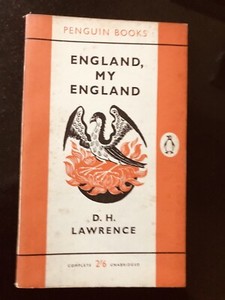 PENGUIN BOOKS
ENGLAND,
MY
ENGLAND
D. H.
LAWRENCE
COMPLETE 2/6 UNABRIDGED